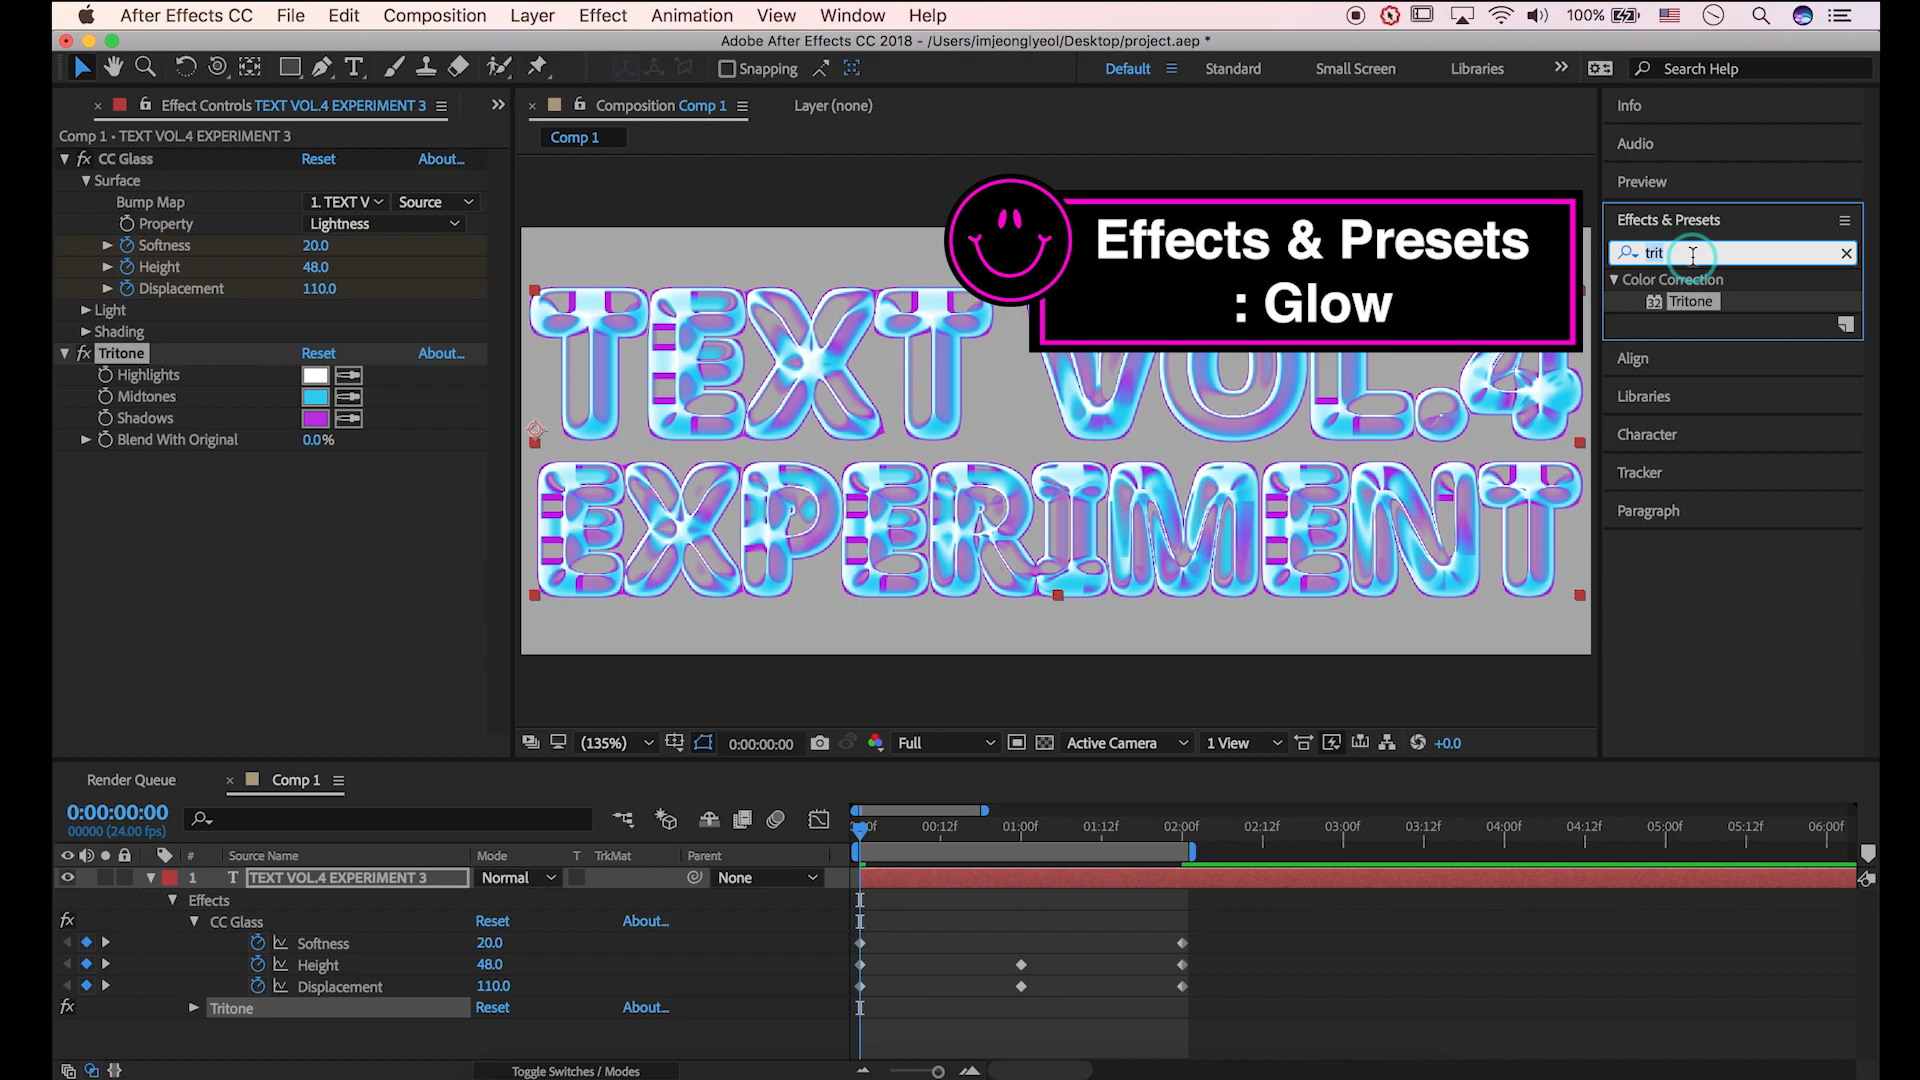 After Effects CC File Edit Composition Layer Effect Animation View Window Help 100%
Adobe After Effects CC 2018 - /Users/imjeonglyeol/Desktop/project.aep *
Snapping Default Standard Small Screen Libraries Search Help
Effect Controls TEXT VOL.4 EXPERIMENT 3
Composition Comp 1
Layer (none)
Comp 1 • TEXT VOL.4 EXPERIMENT 3
Comp 1
fx CC Glass Reset About...
Surface
Bump Map 1. TEXT V Source
Property Lightness
Softness 20.0
Height 48.0
Displacement 110.0
Light
Shading
fx Tritone Reset About...
Highlights
Midtones
Shadows
Blend With Original 0.0%
Effects & Presets
: Glow
TEXT VOL.4
EXPERIMENT
Info
Audio
Preview
Effects & Presets
trit
Color Correction
32 Tritone
Align
Libraries
Character
Tracker
Paragraph
(135%) 0:00:00:00 Full Active Camera 1 View +0.0
Render Queue Comp 1
0:00:00:00
00000 (24.00 fps)
:00f 00:12f 01:00f 01:12f 02:00f 02:12f 03:00f 03:12f 04:00f 04:12f 05:00f 05:12f 06:00f
# Source Name Mode T TrkMat Parent
1 T TEXT VOL.4 EXPERIMENT 3 Normal None
Effects
fx CC Glass Reset About...
Softness 20.0
Height 48.0
Displacement 110.0
fx Tritone Reset About...
Toggle Switches / Modes